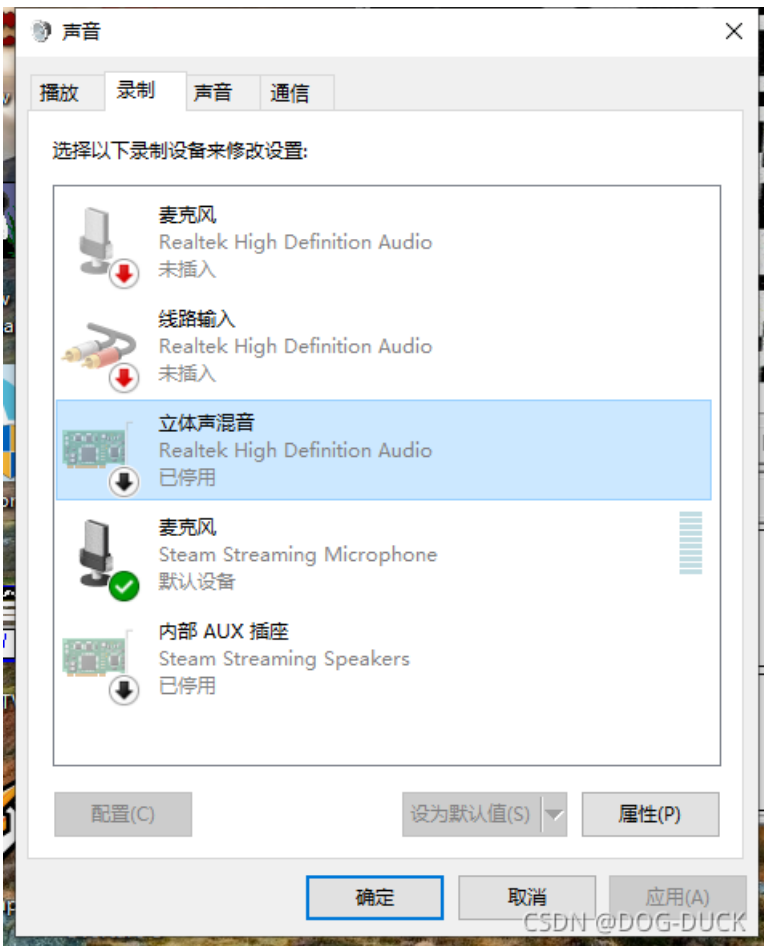 声音
播放 录制 声音 通信
选择以下录制设备来修改设置:
麦克风
Realtek High Definition Audio
未插入
线路输入
Realtek High Definition Audio
未插入
立体声混音
Realtek High Definition Audio
已停用
麦克风
Steam Streaming Microphone
默认设备
内部 AUX 插座
Steam Streaming Speakers
已停用
配置(C) 设为默认值(S) 属性(P)
确定 取消 应用(A)
CSDN @DOG-DUCK